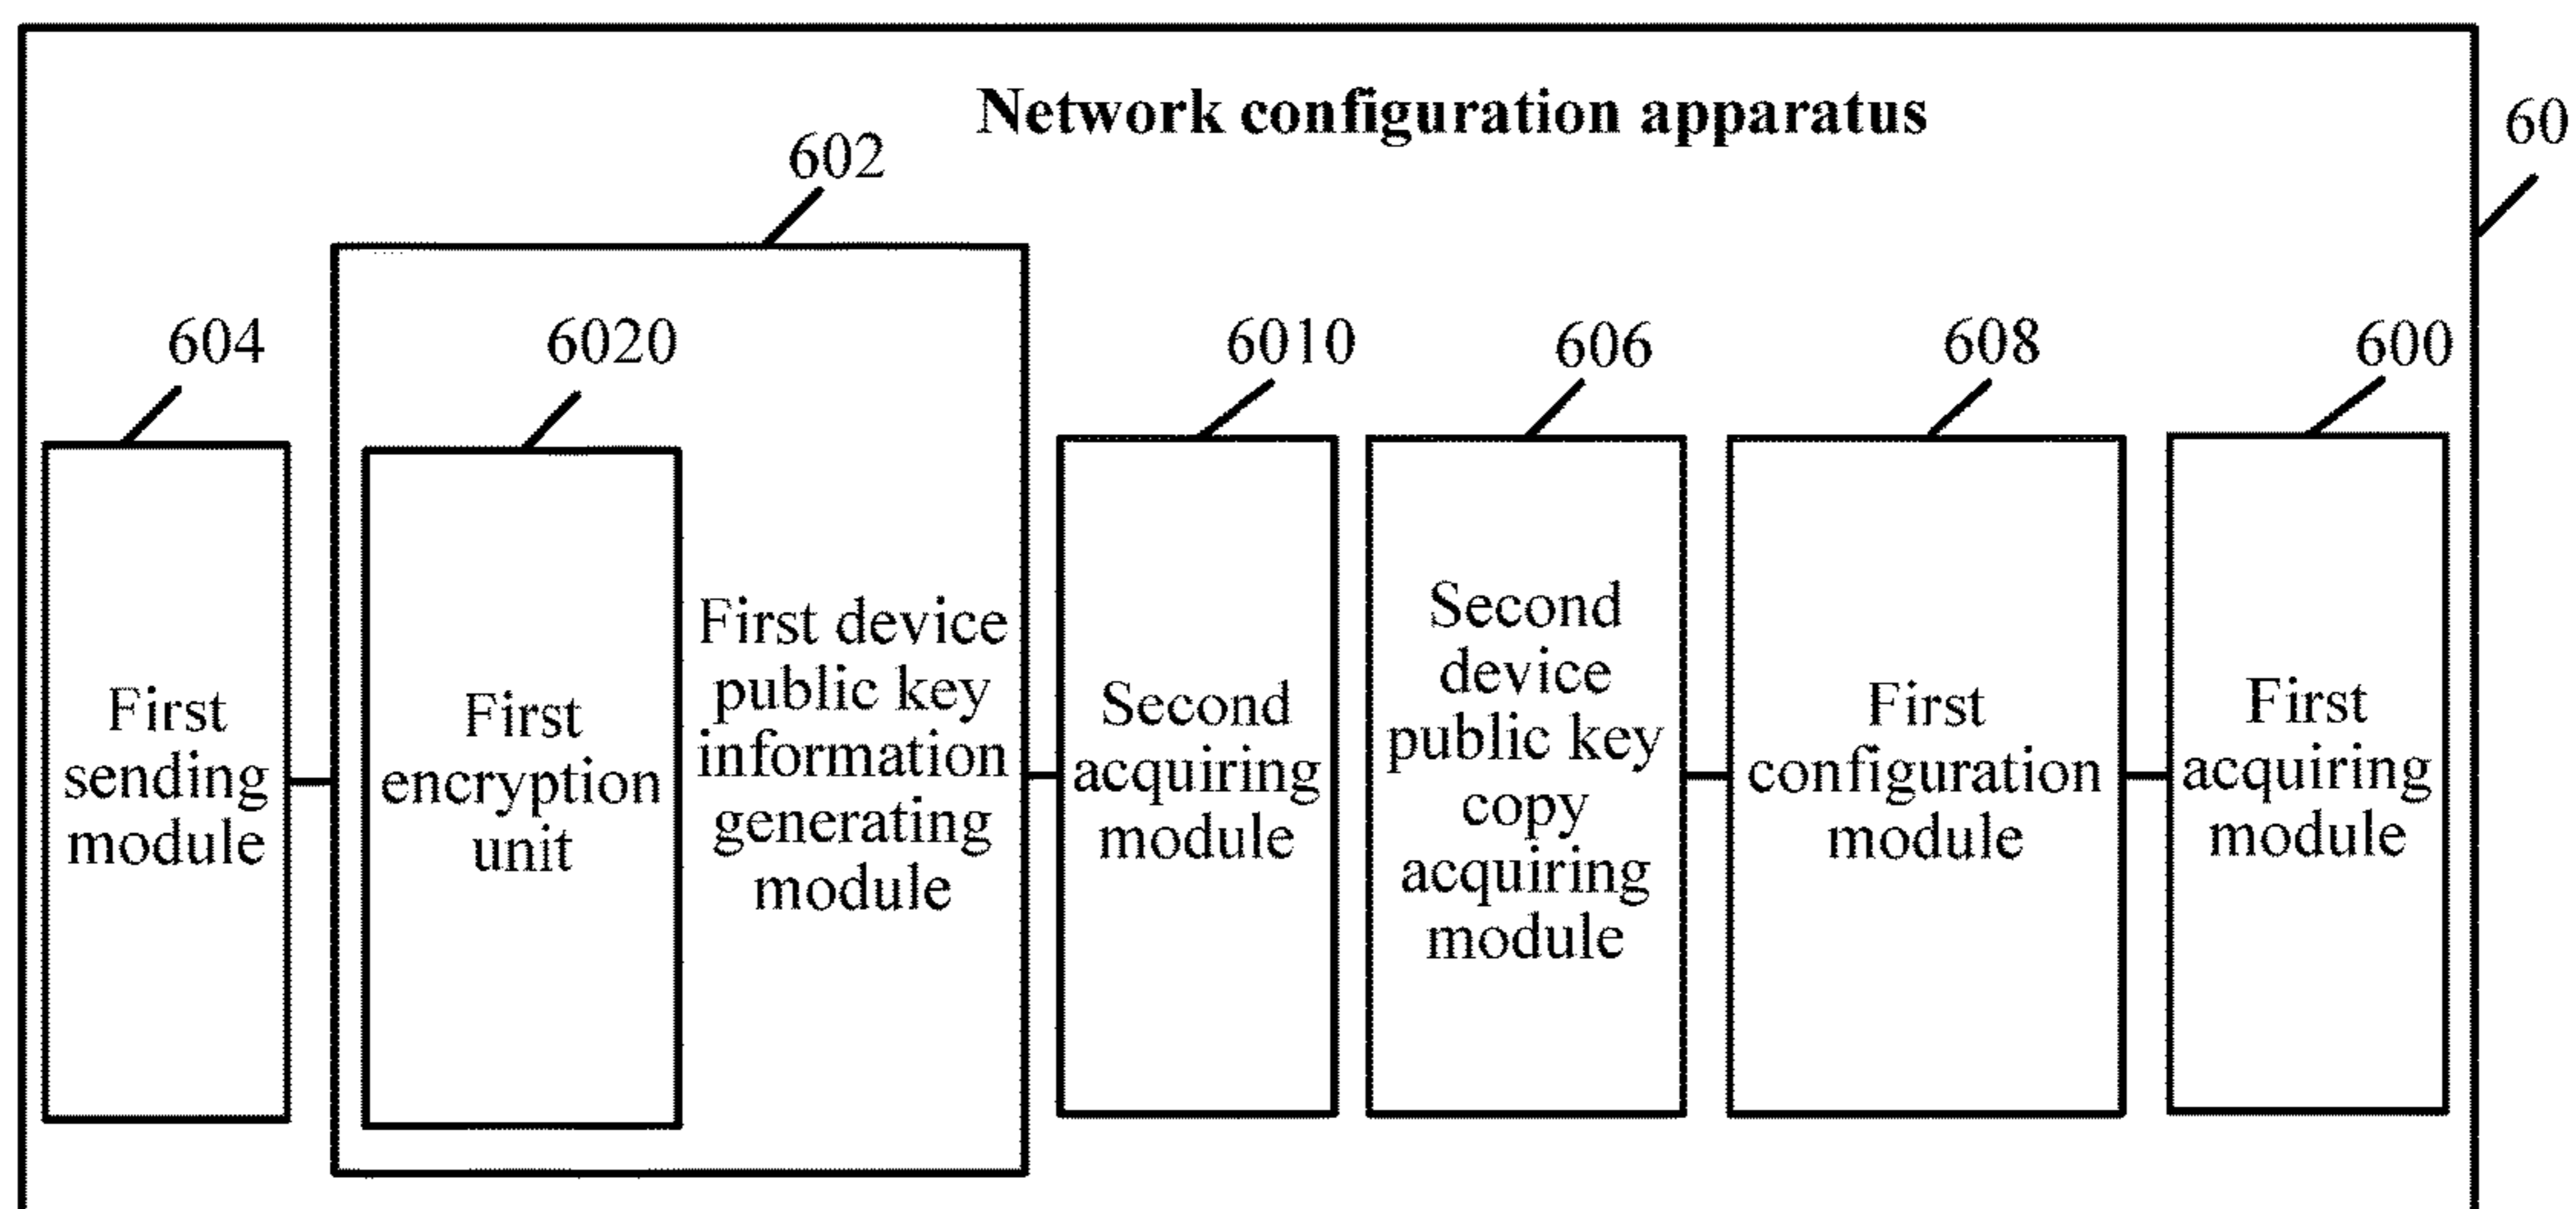 Network configuration apparatus
60
602
604
6020
6010
606
608
600
First
sending
module
First
encryption
unit
First device
public key
information
generating
module
Second
acquiring
module
Second
device
public key
copy
acquiring
module
First
configuration
module
First
acquiring
module